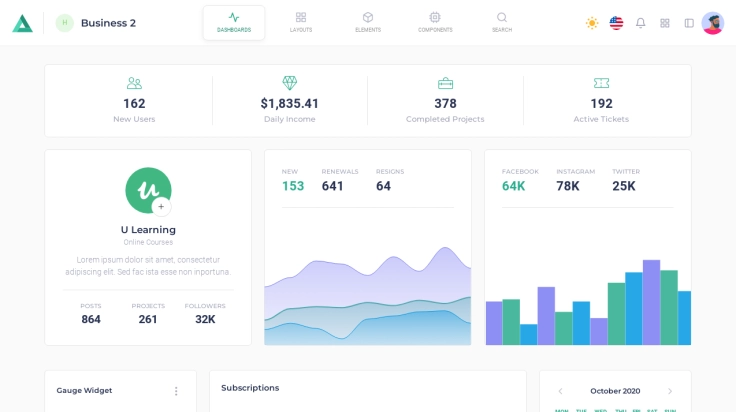 H
Business 2
DASHBOARDS
LAYOUTS
ELEMENTS
COMPONENTS
SEARCH
162
New Users
$1,835.41
Daily Income
378
Completed Projects
192
Active Tickets
U Learning
Online Courses
Lorem ipsum dolor sit amet, consectetur
adipiscing elit. Sed fac ista esse non inportuna.
POSTS
864
PROJECTS
261
FOLLOWERS
32K
NEW
153
RENEWALS
641
RESIGNS
64
FACEBOOK
64K
INSTAGRAM
78K
TWITTER
25K
Gauge Widget
Subscriptions
October 2020
MON TUE WED THU FRI SAT SUN